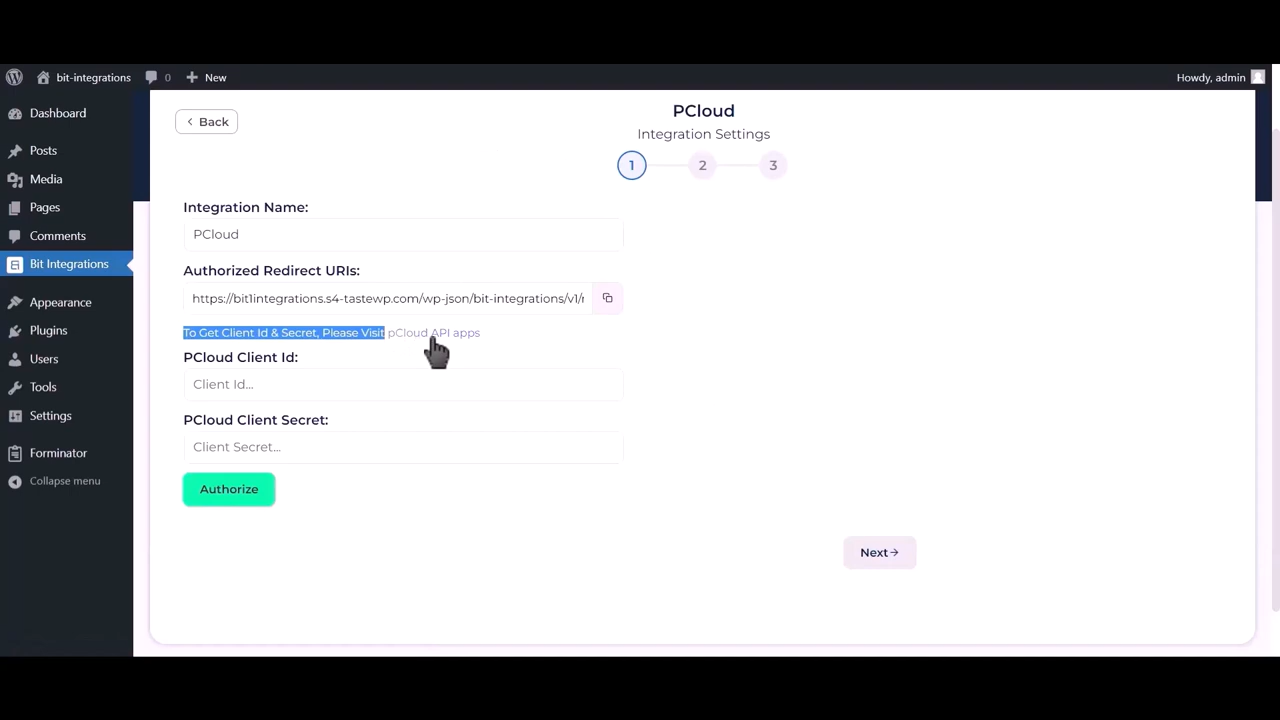 bit-integrations
0
New
Howdy, admin
Dashboard
Posts
Media
Pages
Comments
Bit Integrations
Appearance
Plugins
Users
Tools
Settings
Forminator
Collapse menu
Back
PCloud
Integration Settings
1
2
3
Integration Name:
PCloud
Authorized Redirect URIs:
https://bit1integrations.s4-tastewp.com/wp-json/bit-integrations/v1/r
To Get Client Id & Secret, Please Visit pCloud API apps
PCloud Client Id:
Client Id...
PCloud Client Secret:
Client Secret...
Authorize
Next